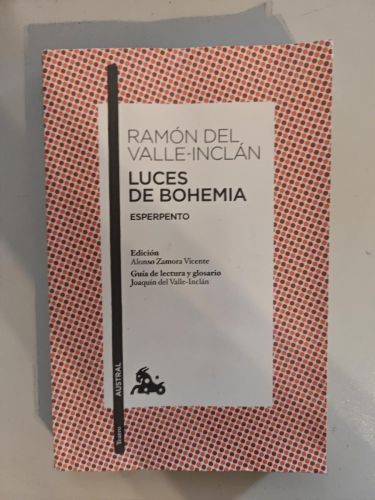 RAMÓN DEL
VALLE-INCLÁN
LUCES
DE BOHEMIA
ESPERPENTO
Edición
Alonso Zamora Vicente
Guía de lectura y glosario
Joaquín del Valle-Inclán
AUSTRAL
Teatro